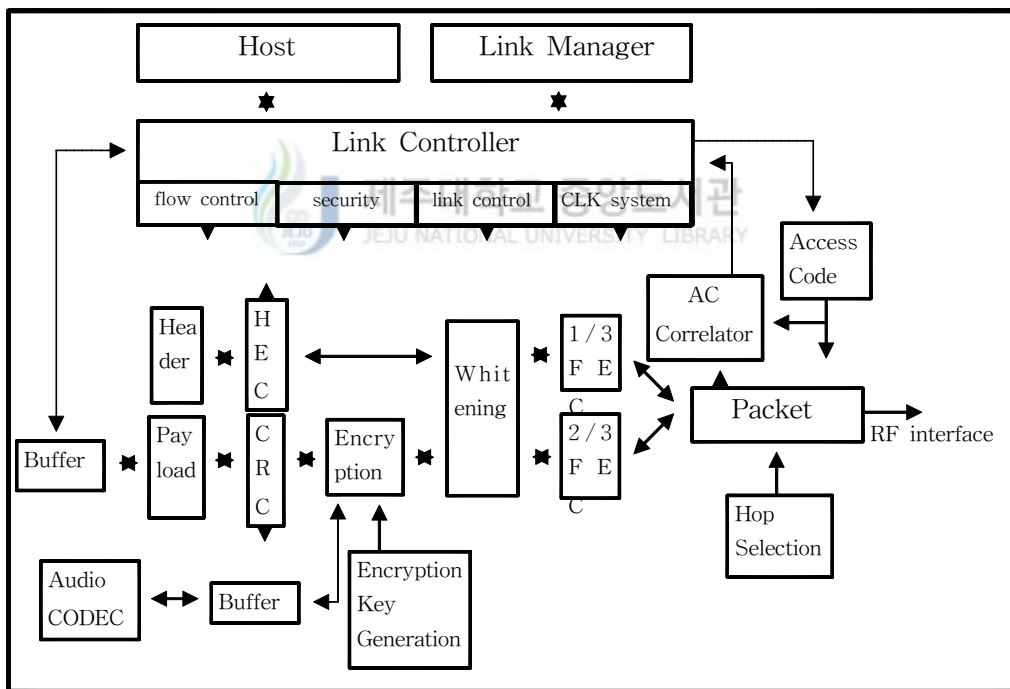 Host
Link Manager
Link Controller
flow control
security
link control
CLK system
제주대학교 중앙도서관
JEJU NATIONAL UNIVERSITY LIBRARY
Access
Code
AC
Correlator
Hea
der
H
E
C
Whit
ening
1/3
F E
C
Packet
RF interface
Buffer
Pay
load
C
R
C
Encry
ption
2/3
F E
C
Hop
Selection
Audio
CODEC
Buffer
Encryption
Key
Generation